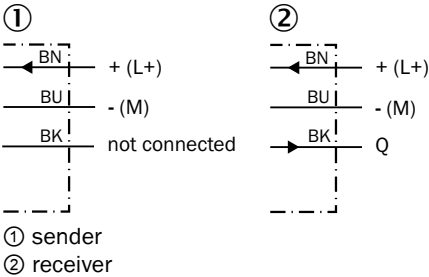 ① ②
BN + (L+) BN + (L+)
BU - (M) BU - (M)
BK not connected BK Q
① sender
② receiver